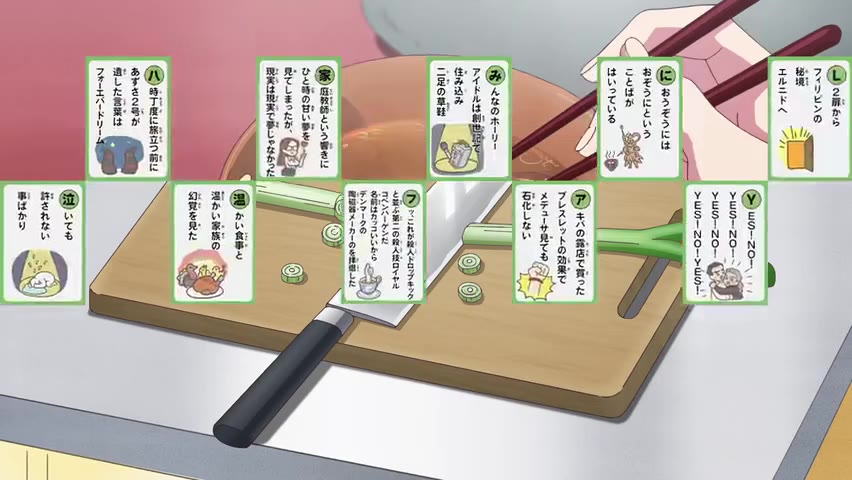 L
2扉から
フィリピンの
秘境、
エルニドへ
Y
ES！NO！
YES！NO！
YES！NO！
YES！NO！YES！
に
おぞうには
おぞうにという
ことばが
はいっている
ア
キバの露店で買った
ブレスレットの効果で
メデューサ見ても
石化しない
み
んなのホーリー
アイドルは創世庁で
住み込み
二足の草鞋
フ
ッ、これが殺人ドロップキック
と並ぶ第二の殺人技ロイヤル
コペンハーゲンだ
名前はカッコいいから
デンマークの
陶磁器メーカーのを拝借した
家
庭教師という響きに
ひと時の甘い夢を
見てしまったが、
現実は現実で夢じゃなかった
温
かい食事と
温かい家族の
幻覚を見た
八
時丁度に旅立つ前に
あずさ2号が
遺した言葉は
フォーエバードリーム
泣
いても
許されない
事ばかり